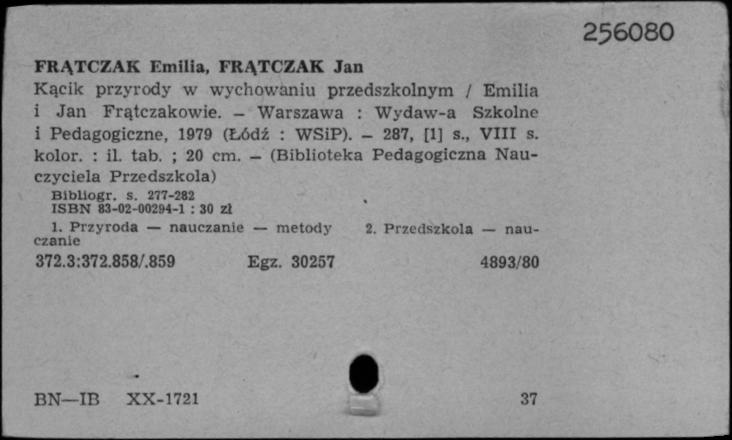 256080
FRĄTCZAK Emilia, FRĄTCZAK Jan
Kącik przyrody w wychowaniu przedszkolnym / Emilia
i Jan Frątczakowie. — Warszawa : Wydaw-a Szkolne
i Pedagogiczne, 1979 (Łódź : WSiP). — 287, [1] s., VIII s.
kolor. : il. tab. ; 20 cm. — (Biblioteka Pedagogiczna Nau-
czyciela Przedszkola)
Bibliogr. s. 277-282
ISBN 83-02-00294-1 : 30 zł
1. Przyroda — nauczanie — metody 2. Przedszkola — nau-
czanie
372.3:372.858/.859 Egz. 30257 4893/80
BN—IB XX-1721 37